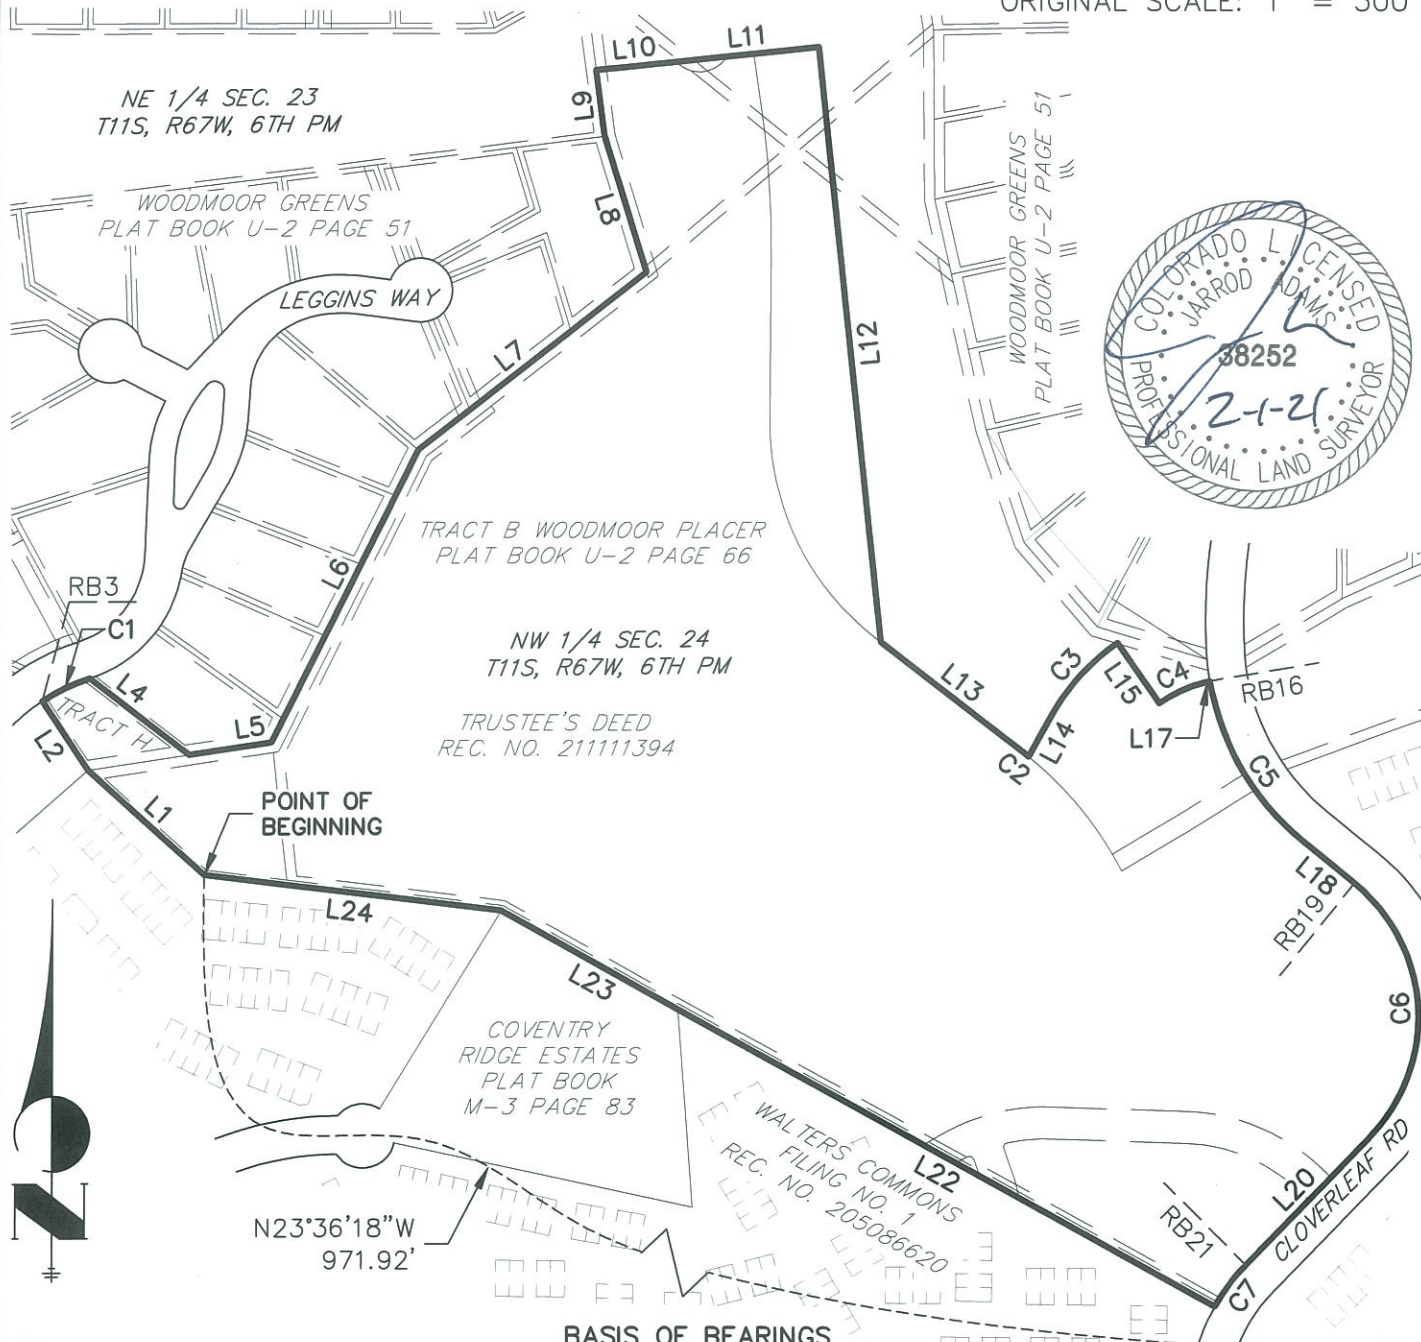 ORIGINAL SCALE: 1" = 300'
L10
L11
NE 1/4 SEC. 23
T11S, R67W, 6TH PM
L9
WOODMOOR GREENS
PLAT BOOK U-2 PAGE 51
WOODMOOR GREENS
PLAT BOOK U-2 PAGE 51
L8
LEGGINS WAY
COLORADO LICENSED
JARROD ADAMS
38252
2-1-21
PROFESSIONAL LAND SURVEYOR
L7
L12
TRACT B WOODMOOR PLACER
PLAT BOOK U-2 PAGE 66
L6
RB3
C1
NW 1/4 SEC. 24
T11S, R67W, 6TH PM
C3
L15
C4
RB16
L4
L13
TRACT H
L5
TRUSTEE'S DEED
REC. NO. 211111394
L14
L17
L2
C2
C5
L1
POINT OF
BEGINNING
L18
L24
RB19
L23
C6
COVENTRY
RIDGE ESTATES
PLAT BOOK
M-3 PAGE 83
WALTERS COMMONS
FILING NO. 1
REC. NO. 205086620
L22
L20
CLOVERLEAF RD
RB21
N
N23°36'18"W
971.92'
C7
BASIS OF BEARINGS